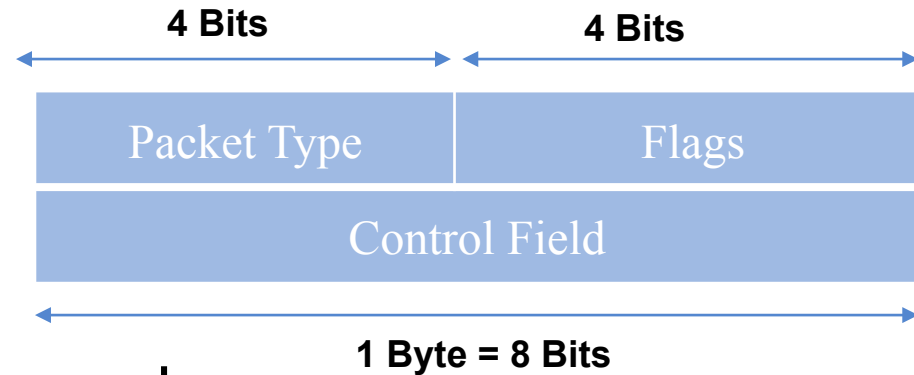 4 Bits 4 Bits
Packet Type Flags
Control Field
1 Byte = 8 Bits